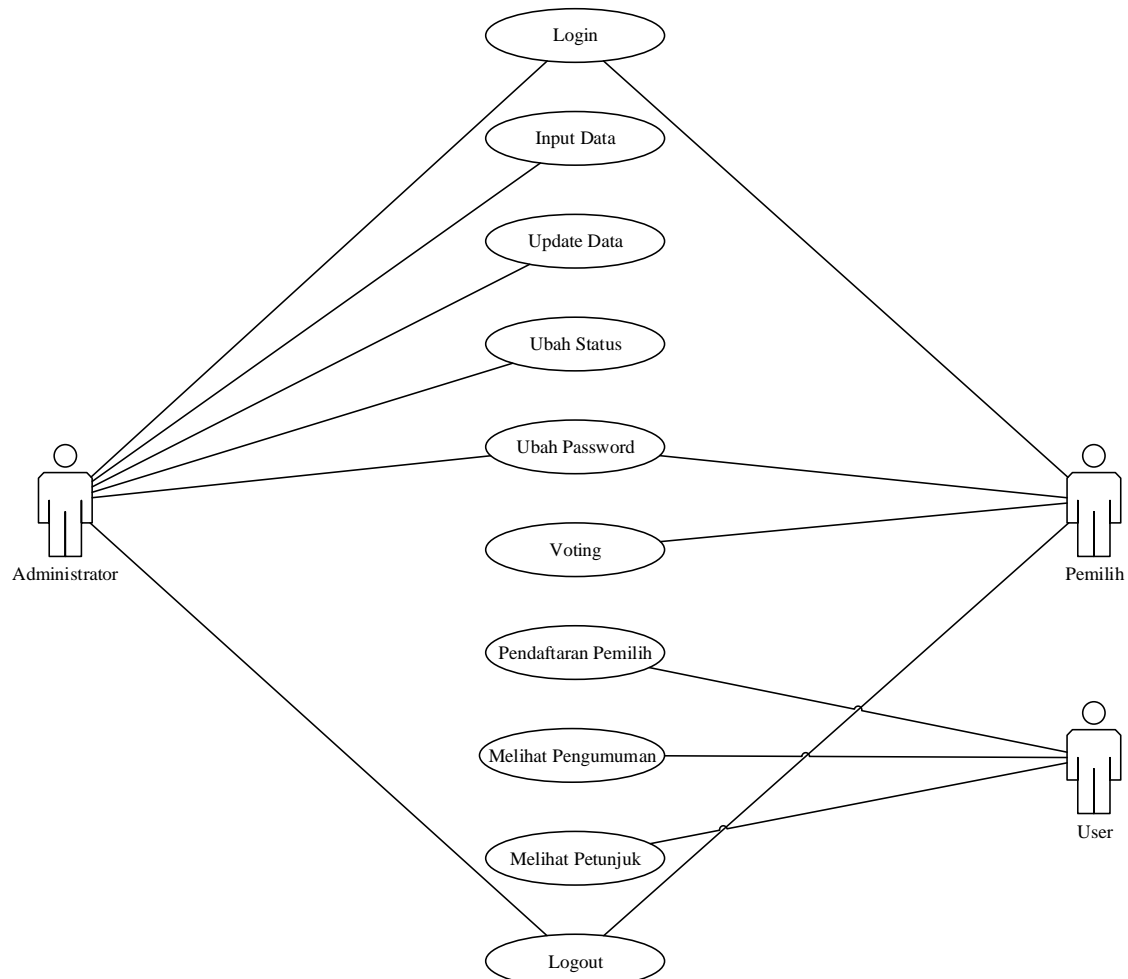 Login
Input Data
Update Data
Ubah Status
Ubah Password
Voting
Administrator
Pemilih
Pendaftaran Pemilih
Melihat Pengumuman
User
Melihat Petunjuk
Logout